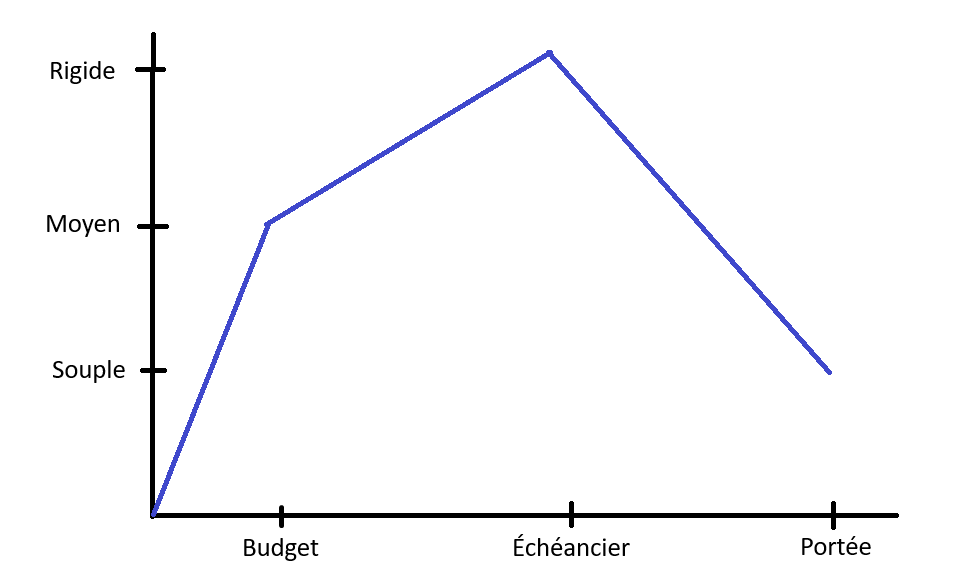 Rigide
Moyen
Souple
Budget
Échéancier
Portée